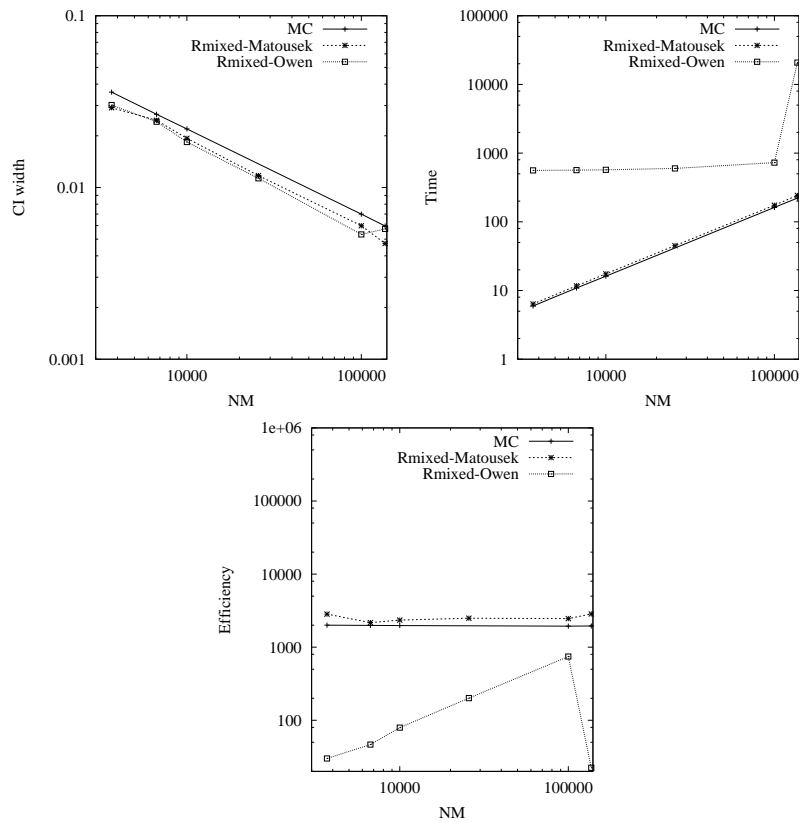 0.1
0.01
0.001
10000
100000
CI width
NM
MC
Rmixed-Matousek
Rmixed-Owen
100000
10000
1000
100
10
1
10000
100000
Time
NM
MC
Rmixed-Matousek
Rmixed-Owen
1e+06
100000
10000
1000
100
10000
100000
Efficiency
NM
MC
Rmixed-Matousek
Rmixed-Owen